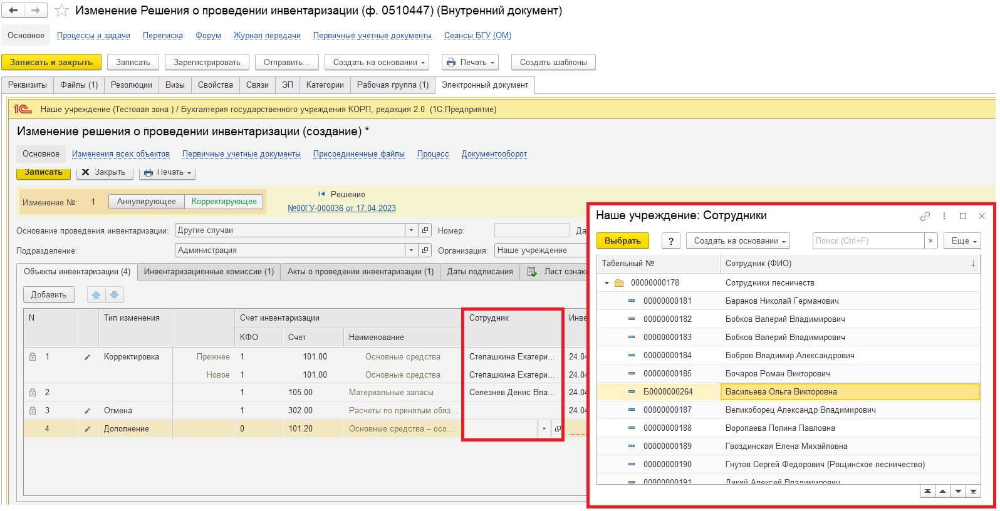 Изменение Решения о проведении инвентаризации (ф. 0510447) (Внутренний документ)
Основное Процессы и задачи Переписка Форум Журнал передачи Первичные учетные документы Сеансы БГУ (ОМ)
Записать и закрыть Записать Зарегистрировать Отправить... Создать на основании Печать Создать шаблоны
Реквизиты Файлы (1) Резолюции Визы Свойства Связи ЭП Категории Рабочая группа (1) Электронный документ
1С Наше учреждение (Тестовая зона ) / Бухгалтерия государственного учреждения КОРП, редакция 2.0 (1С:Предприятие)
Изменение решения о проведении инвентаризации (создание) *
Основное Изменения всех объектов Первичные учетные документы Присоединенные файлы Процесс Документооборот
Записать Закрыть Печать
Изменение №: 1 Аннулирующее Корректирующее
Решение
№00ГУ-000036 от 17.04.2023
Основание проведения инвентаризации: Другие случаи Номер: Да
Подразделение: Администрация Организация: Наше учреждение
Объекты инвентаризации (4) Инвентаризационные комиссии (1) Акты о проведении инвентаризации (1) Даты подписания Лист ознак
Добавить
N Тип изменения Счет инвентаризации Сотрудник Инве
КФО Счет Наименование
1 Корректировка Прежнее 1 101.00 Основные средства Степашкина Екатери... 24.04
Новое 1 101.00 Основные средства Степашкина Екатери... 24.04
2 1 105.00 Материальные запасы Селезнев Денис Вла... 24.04
3 Отмена 1 302.00 Расчеты по принятым обяз... 24.04
4 Дополнение 0 101.20 Основные средства – осо...
Наше учреждение: Сотрудники
Выбрать ? Создать на основании Поиск (Ctrl+F) × Еще
Табельный № Сотрудник (ФИО) ↓
00000000178 Сотрудники лесничеств
00000000181 Баранов Николай Германович
00000000182 Бобков Валерий Владимирович
00000000183 Бобков Валерий Владимирович
00000000184 Бобров Владимир Александрович
00000000185 Бочаров Роман Викторович
Б0000000264 Васильева Ольга Викторовна
00000000187 Великоборец Александр Владимирович
00000000188 Воропаева Полина Павловна
00000000189 Гвоздинская Елена Михайловна
00000000190 Гнутов Сергей Федорович (Рощинское лесничество)
00000000191 Дикий Алексей Владимирович